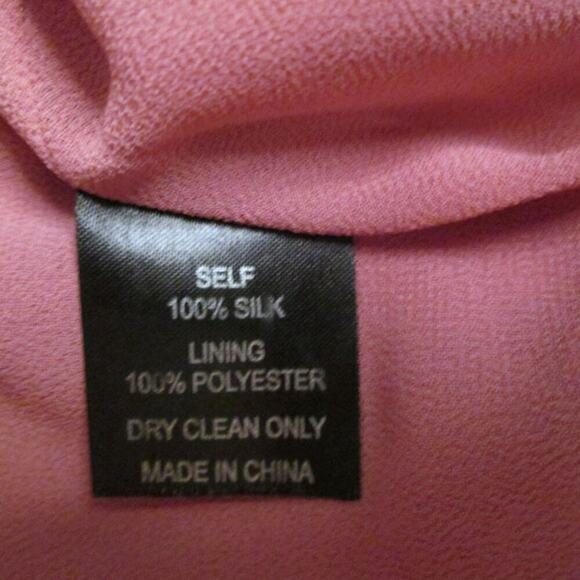 SELF
100% SILK
LINING
100% POLYESTER
DRY CLEAN ONLY
MADE IN CHINA